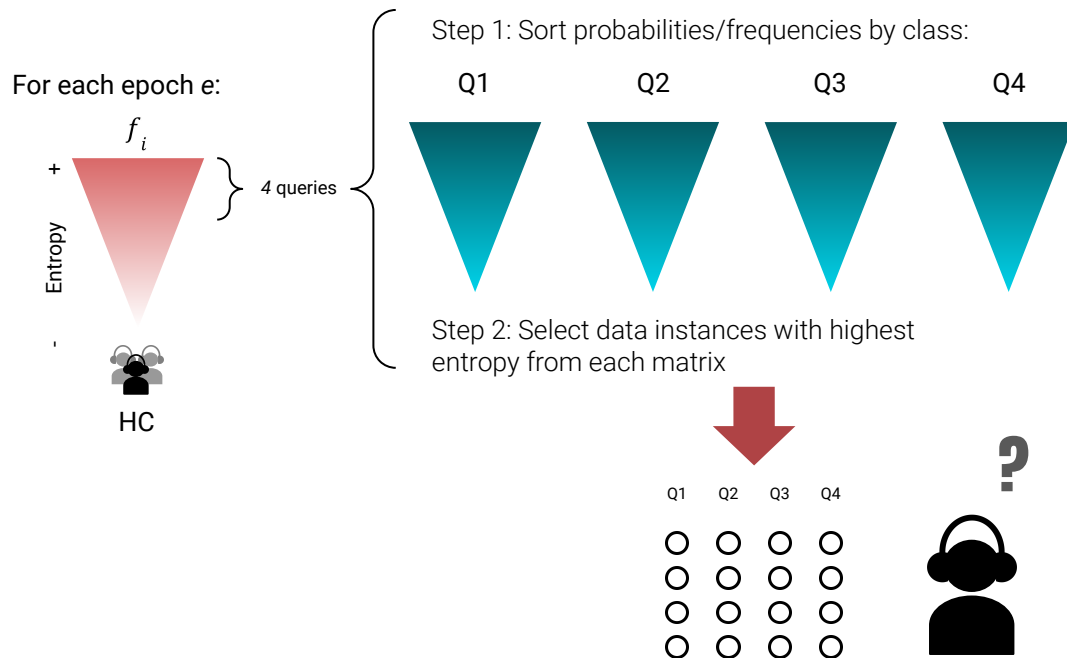 For each epoch e:
f_i
+
Entropy
-
HC
4 queries
Step 1: Sort probabilities/frequencies by class:
Q1 Q2 Q3 Q4
Step 2: Select data instances with highest
entropy from each matrix
Q1 Q2 Q3 Q4
?